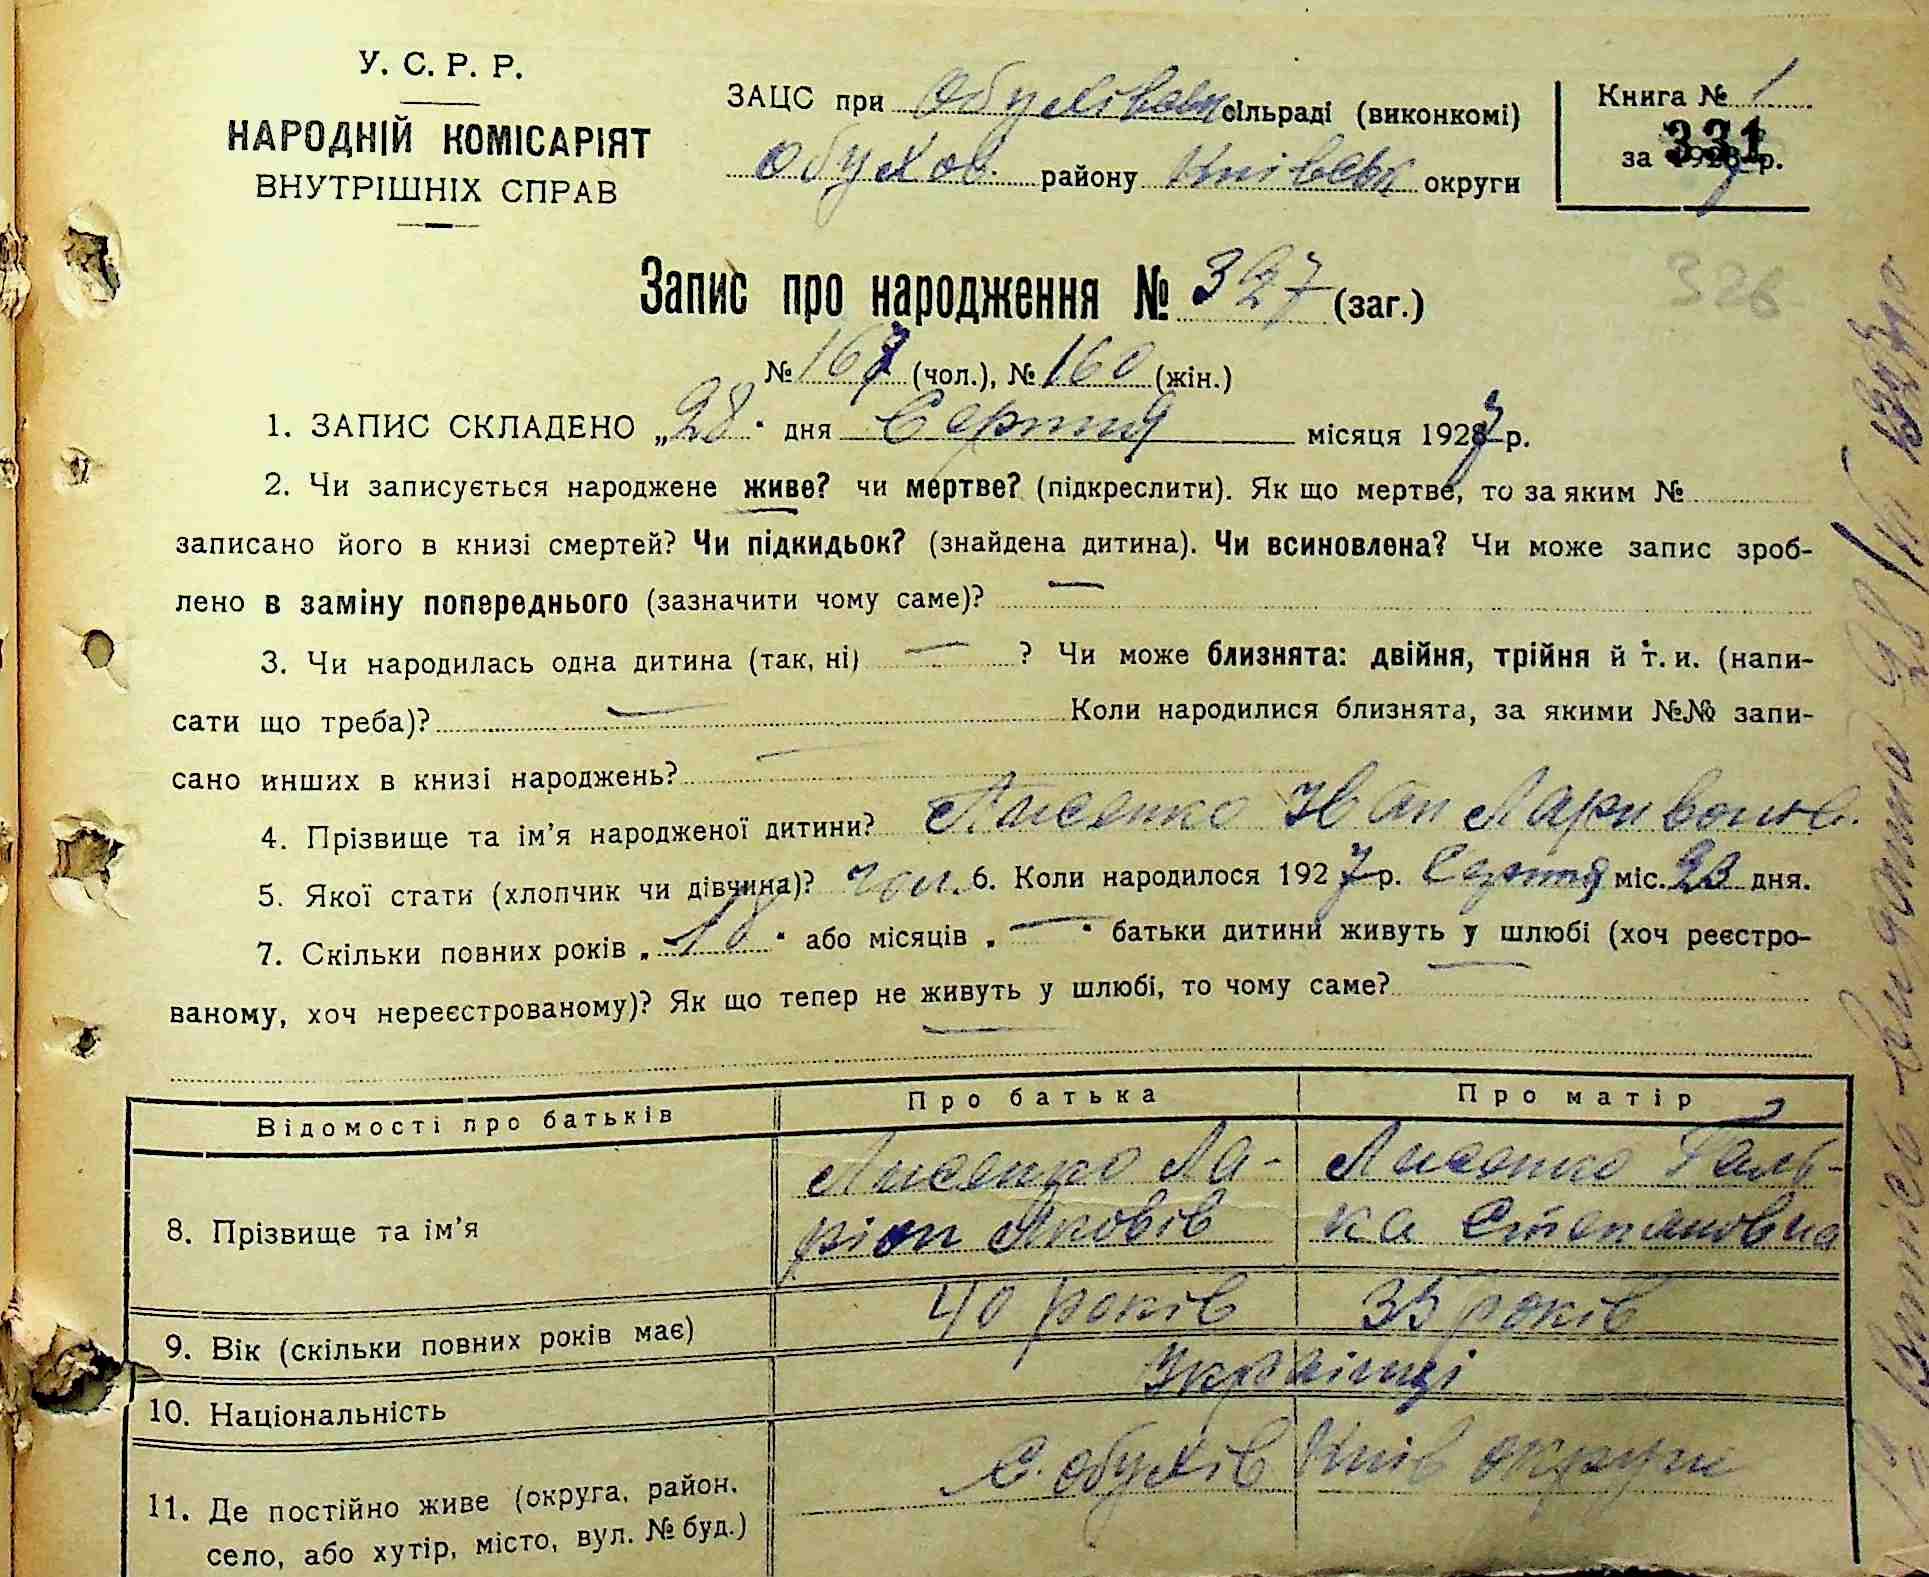 У. С. Р. Р.
НАРОДНІЙ КОМІСАРІЯТ
ВНУТРІШНІХ СПРАВ
ЗАЦС при Обухівськ сільраді (виконкомі)
Обухов. району Київськ округи
Книга № 1
331
за 1927 р.
326
Запис про народження № 327 (заг.)
№ 167 (чол.), № 160 (жін.)
1. ЗАПИС СКЛАДЕНО „28" дня Серпня місяця 1927 р.
2. Чи записується народжене живе? чи мертве? (підкреслити). Як що мертве, то за яким №
записано його в книзі смертей? Чи підкидьок? (знайдена дитина). Чи всиновлена? Чи може запис зроб-
лено в заміну попереднього (зазначити чому саме)? —
3. Чи народилась одна дитина (так, ні) — ? Чи може близнята: двійня, трійня й т. и. (напи-
сати що треба)? — Коли народилися близнята, за якими №№ запи-
сано инших в книзі народжень? —
4. Прізвище та ім'я народженої дитини? Лисенко Іван Ларивонів.
5. Якої стати (хлопчик чи дівчина)? чол. 6. Коли народилося 1927 р. Серпня міс. 23 дня.
7. Скільки повних років „18" або місяців „—" батьки дитини живуть у шлюбі (хоч реєстро-
ваному, хоч нереєстрованому)? Як що тепер не живуть у шлюбі, то чому саме?
Відомості про батьків Про батька Про матір
8. Прізвище та ім'я
Лисенко Ла-
ріон Яковів
Лисенко Галь-
ка Степановна
9. Вік (скільки повних років має) 40 років 35 років
10. Національність Українці
11. Де постійно живе (округа, район,
село, або хутір, місто, вул. № буд.)
С. Обухів Київ округи